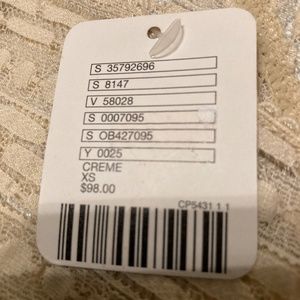 S 35792696
S 8147
V 58028
S 0007095
S OB427095
Y 0025
CREME
XS
$98.00
CP5431 1 1